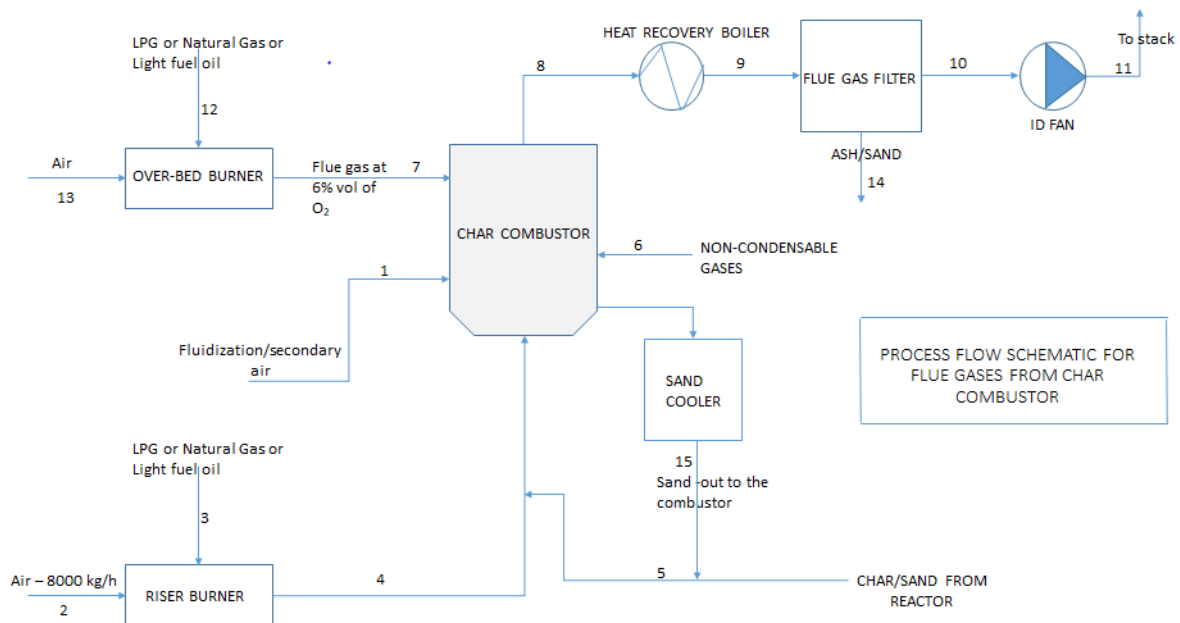 LPG or Natural Gas or
Light fuel oil
12
Air
13
OVER-BED BURNER
Flue gas at
6% vol of
O₂
7
8
HEAT RECOVERY BOILER
9
FLUE GAS FILTER
10
ID FAN
11
To stack
ASH/SAND
14
CHAR COMBUSTOR
1
Fluidization/secondary
air
6
NON-CONDENSABLE
GASES
SAND
COOLER
15
Sand -out to the
combustor
PROCESS FLOW SCHEMATIC FOR
FLUE GASES FROM CHAR
COMBUSTOR
LPG or Natural Gas or
Light fuel oil
3
Air – 8000 kg/h
2
RISER BURNER
4
5
CHAR/SAND FROM
REACTOR